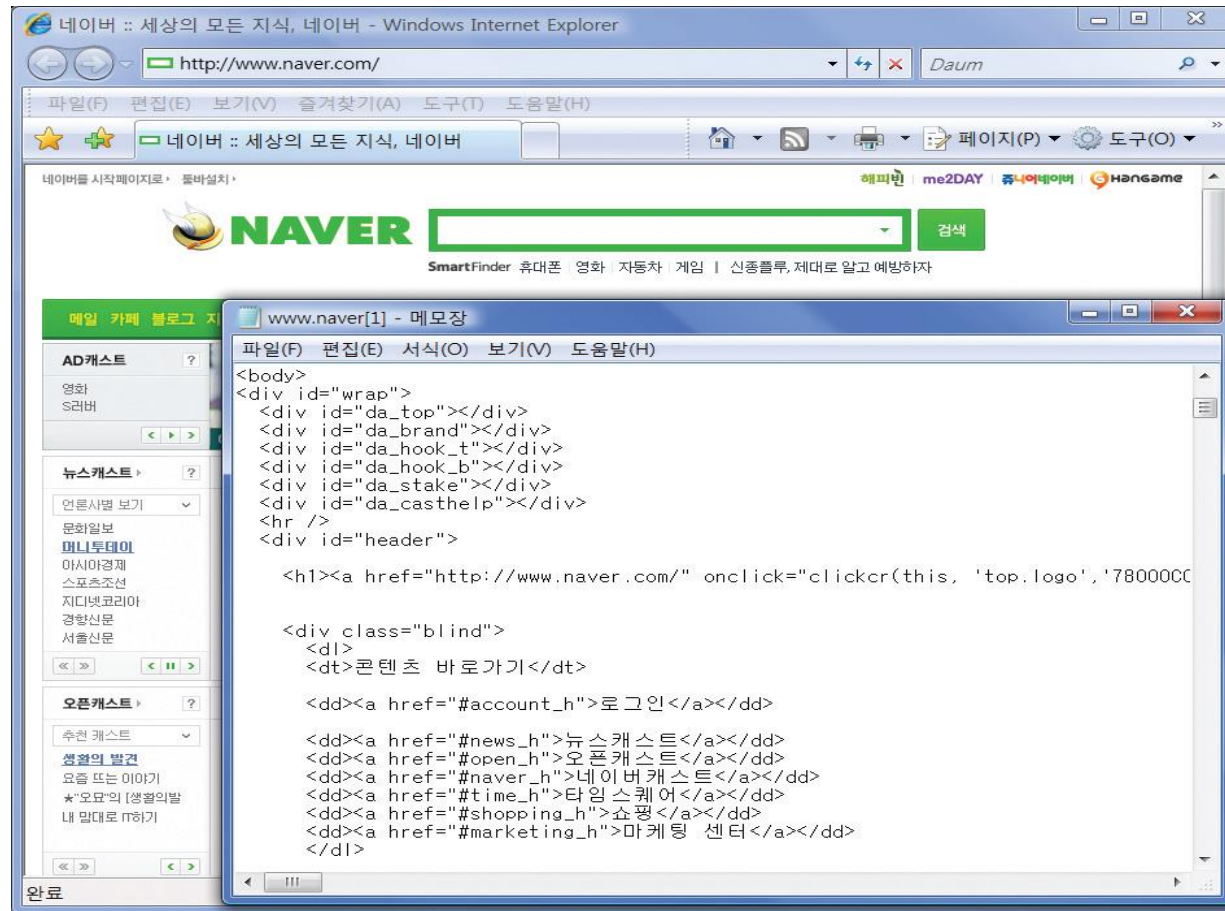 네이버 :: 세상의 모든 지식, 네이버 - Windows Internet Explorer
http://www.naver.com/
Daum
파일(F) 편집(E) 보기(V) 즐겨찾기(A) 도구(T) 도움말(H)
네이버 :: 세상의 모든 지식, 네이버
페이지(P) 도구(O)
네이버를 시작페이지로 툴바설치
해피빈 me2DAY 쥬니어네이버 Hangame
NAVER
검색
SmartFinder 휴대폰 영화 자동차 게임 | 신종플루, 제대로 알고 예방하자
메일 카페 블로그 지
AD캐스트 ?
영화
S러버
뉴스캐스트 ?
언론사별 보기
문화일보
머니투데이
아시아경제
스포츠조선
지디넷코리아
경향신문
서울신문
오픈캐스트 ?
추천 캐스트
생활의 발견
요즘 뜨는 이야기
★"오묘"의 [생활의발
내 맘대로 IT하기
완료
www.naver[1] - 메모장
파일(F) 편집(E) 서식(O) 보기(V) 도움말(H)
<body>
<div id="wrap">
<div id="da_top"></div>
<div id="da_brand"></div>
<div id="da_hook_t"></div>
<div id="da_hook_b"></div>
<div id="da_stake"></div>
<div id="da_casthelp"></div>
<hr />
<div id="header">
<h1><a href="http://www.naver.com/" onclick="clickcr(this, 'top.logo','78000CC
<div class="blind">
<dl>
<dt>콘텐츠 바로가기</dt>
<dd><a href="#account_h">로그인</a></dd>
<dd><a href="#news_h">뉴스캐스트</a></dd>
<dd><a href="#open_h">오픈캐스트</a></dd>
<dd><a href="#naver_h">네이버캐스트</a></dd>
<dd><a href="#time_h">타임스퀘어</a></dd>
<dd><a href="#shopping_h">쇼핑</a></dd>
<dd><a href="#marketing_h">마케팅 센터</a></dd>
</dl>